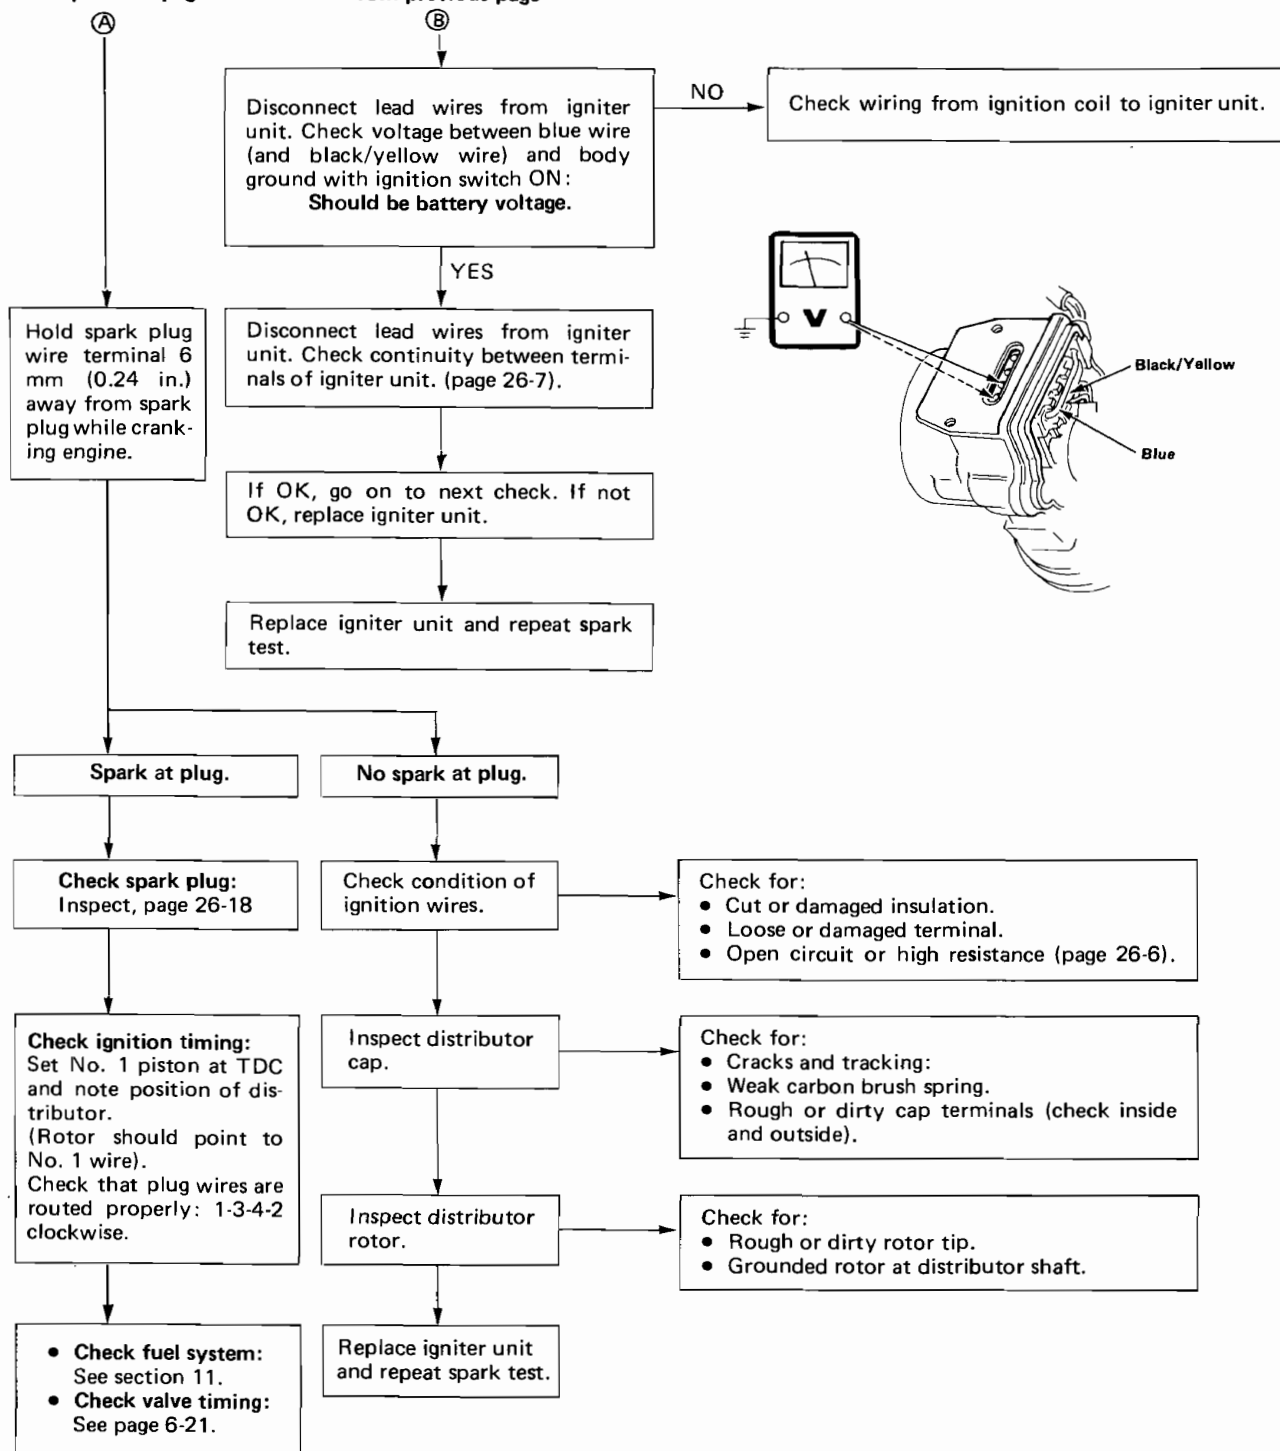 previous page
A
B
Disconnect lead wires from igniter
unit. Check voltage between blue wire
(and black/yellow wire) and body
ground with ignition switch ON:
Should be battery voltage.
NO
Check wiring from ignition coil to igniter unit.
YES
Hold spark plug
wire terminal 6
mm (0.24 in.)
away from spark
plug while crank-
ing engine.
Disconnect lead wires from igniter
unit. Check continuity between termi-
nals of igniter unit. (page 26-7).
V
Black/Yellow
Blue
If OK, go on to next check. If not
OK, replace igniter unit.
Replace igniter unit and repeat spark
test.
Spark at plug.
No spark at plug.
Check spark plug:
Inspect, page 26-18
Check condition of
ignition wires.
Check for:
• Cut or damaged insulation.
• Loose or damaged terminal.
• Open circuit or high resistance (page 26-6).
Check ignition timing:
Set No. 1 piston at TDC
and note position of dis-
tributor.
(Rotor should point to
No. 1 wire).
Check that plug wires are
routed properly: 1-3-4-2
clockwise.
Inspect distributor
cap.
Check for:
• Cracks and tracking:
• Weak carbon brush spring.
• Rough or dirty cap terminals (check inside
and outside).
Inspect distributor
rotor.
Check for:
• Rough or dirty rotor tip.
• Grounded rotor at distributor shaft.
• Check fuel system:
See section 11.
• Check valve timing:
See page 6-21.
Replace igniter unit
and repeat spark test.